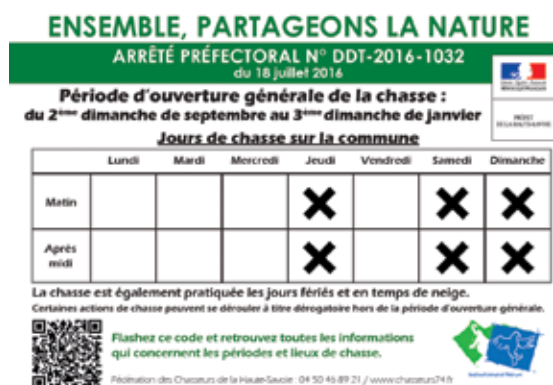 ENSEMBLE, PARTAGEONS LA NATURE
ARRÊTÉ PRÉFECTORAL N° DDT-2016-1032
du 18 juillet 2016
Période d'ouverture générale de la chasse :
du 2ème dimanche de septembre au 3ème dimanche de janvier
PRÉFET
DE LA HAUTE-SAVOIE
Jours de chasse sur la commune
Lundi Mardi Mercredi Jeudi Vendredi Samedi Dimanche
Matin
Après
midi
La chasse est également pratiquée les jours fériés et en temps de neige.
Certaines actions de chasse peuvent se dérouler à titre dérogatoire hors de la période d'ouverture générale.
Flashez ce code et retrouvez toutes les informations
qui concernent les périodes et lieux de chasse.
Fédération des Chasseurs de la Haute-Savoie : 04 50 46 89 21 / www.chasseurs74.fr